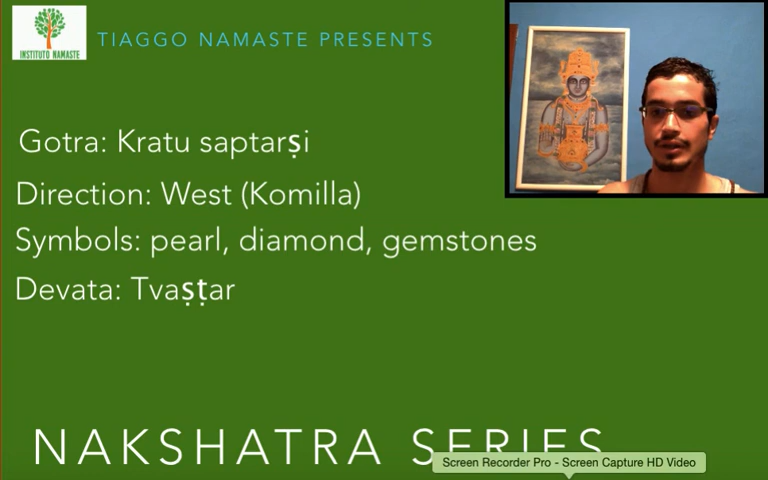 INSTITUTO NAMASTE
TIAGGO NAMASTE PRESENTS
Gotra: Kratu saptarṣi
Direction: West (Komilla)
Symbols: pearl, diamond, gemstones
Devata: Tvaṣṭar
NAKSHATRA SERIES
Screen Recorder Pro - Screen Capture HD Video